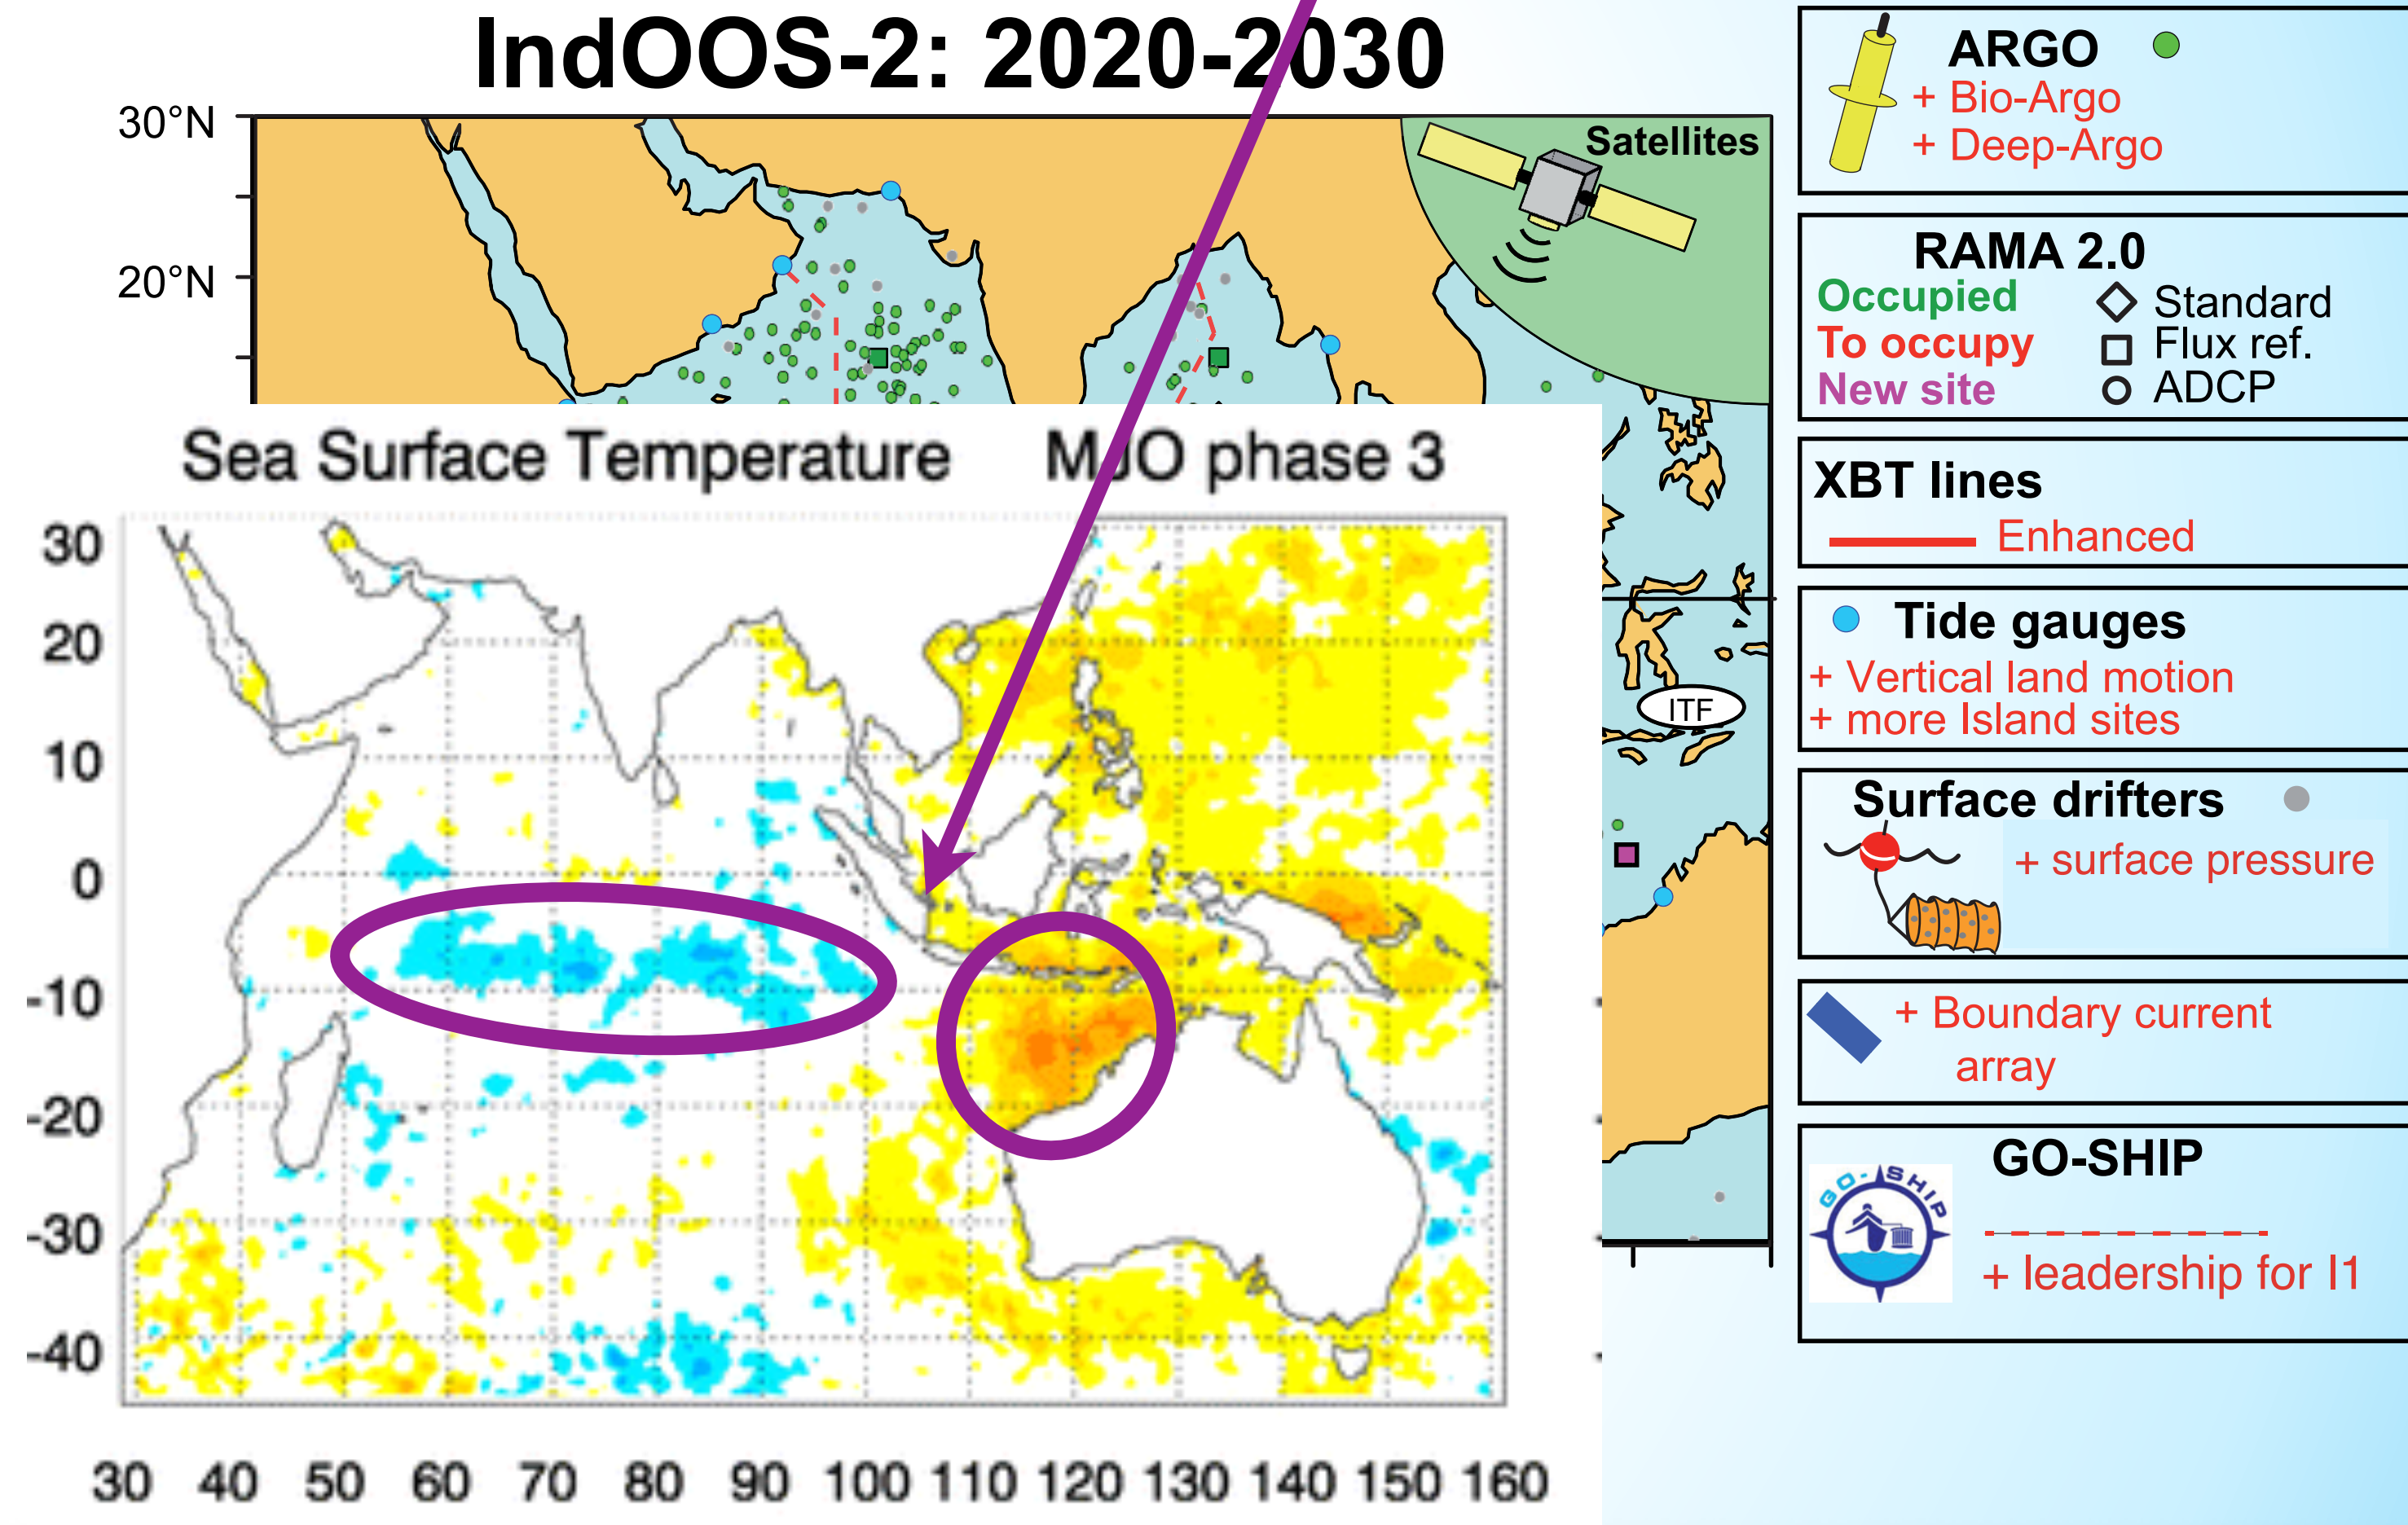 IndOOS-2: 2020-2030
30°N
20°N
Satellites
Sea Surface Temperature MJO phase 3
30
20
10
0
-10
-20
-30
-40
30 40 50 60 70 80 90 100 110 120 130 140 150 160
ITF
ARGO
+ Bio-Argo
+ Deep-Argo
RAMA 2.0
Occupied
To occupy
New site
Standard
Flux ref.
ADCP
XBT lines
Enhanced
Tide gauges
+ Vertical land motion
+ more Island sites
Surface drifters
+ surface pressure
+ Boundary current
array
GO-SHIP
GO-SHIP
+ leadership for I1